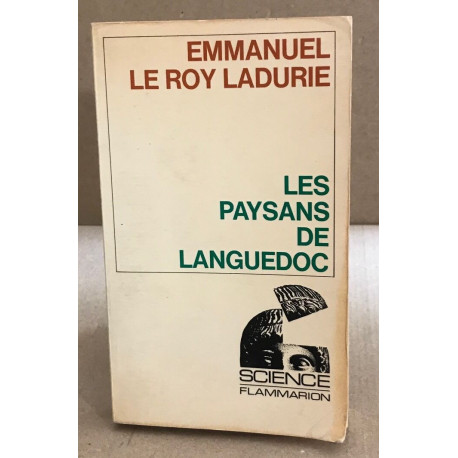 EMMANUEL
LE ROY LADURIE
LES
PAYSANS
DE
LANGUEDOC
SCIENCE
FLAMMARION